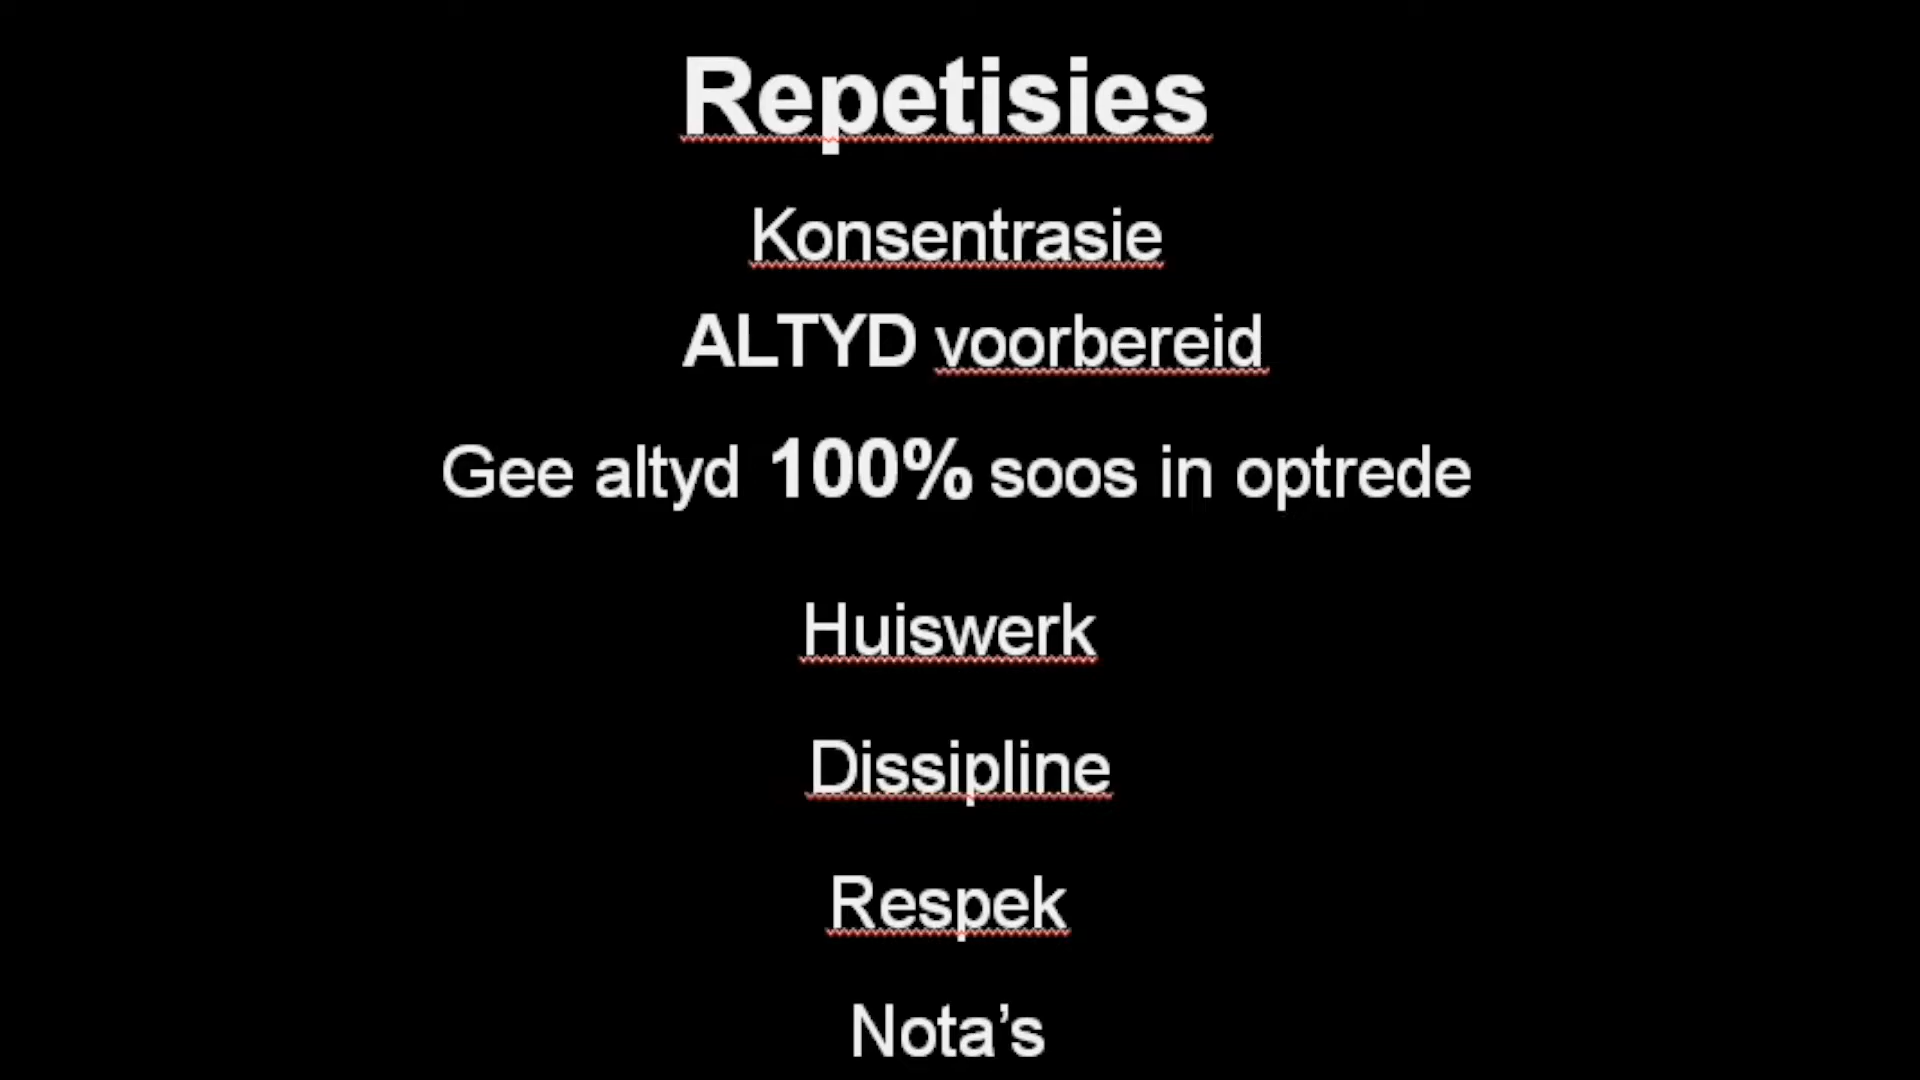 Repetisies
Konsentrasie
ALTYD voorbereid
Gee altyd 100% soos in optrede
Huiswerk
Dissipline
Respek
Nota’s